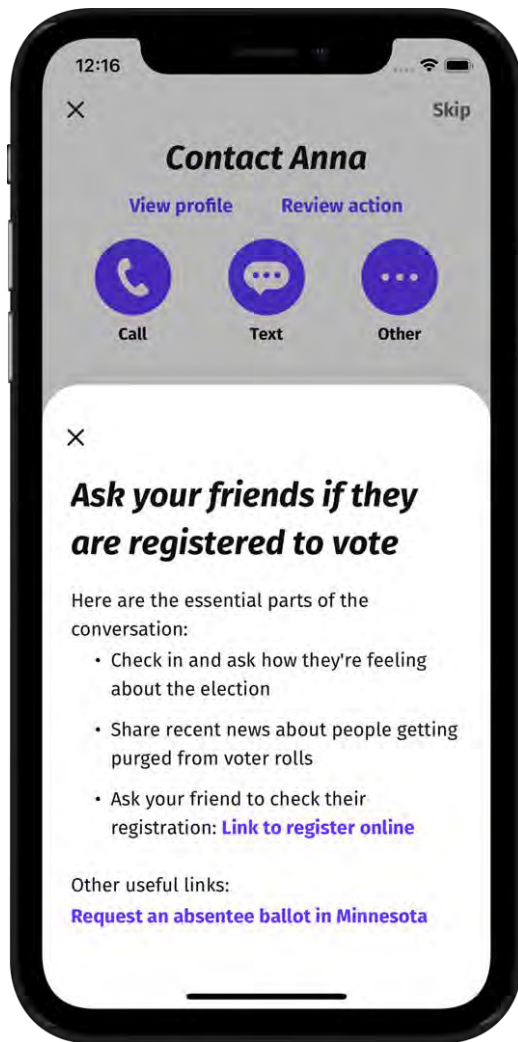 12:16
Skip
Contact Anna
View profile Review action
Call Text Other
Ask your friends if they
are registered to vote
Here are the essential parts of the
conversation:
• Check in and ask how they're feeling
about the election
• Share recent news about people getting
purged from voter rolls
• Ask your friend to check their
registration: Link to register online
Other useful links:
Request an absentee ballot in Minnesota